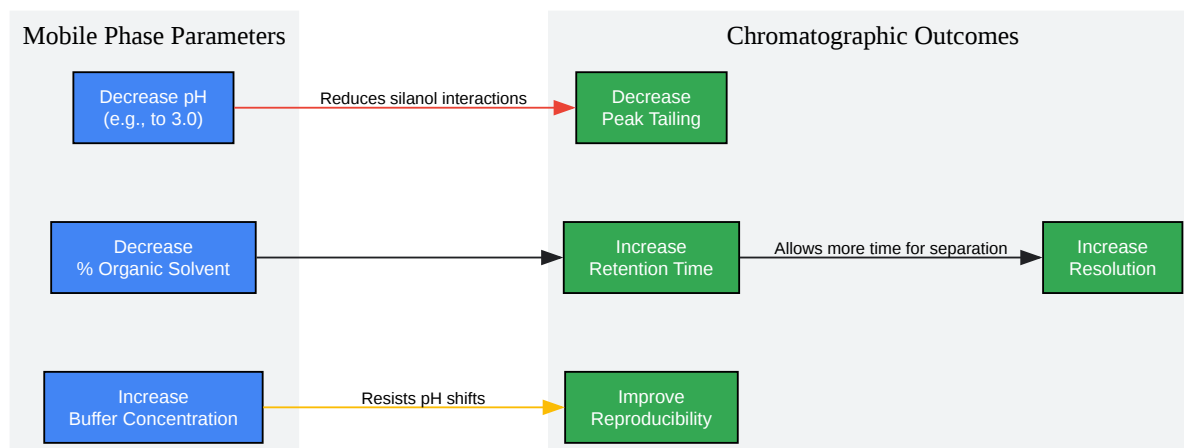 Mobile Phase Parameters
Chromatographic Outcomes
Decrease pH
(e.g., to 3.0)
Reduces silanol interactions
Decrease
Peak Tailing
Decrease
% Organic Solvent
Increase
Retention Time
Allows more time for separation
Increase
Resolution
Increase
Buffer Concentration
Resists pH shifts
Improve
Reproducibility